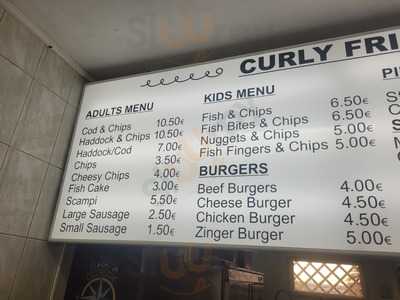 CURLY FRI
ADULTS MENU
Cod & Chips 10.50€
Haddock & Chips 10.50€
Haddock/Cod 7.00€
Chips 3.50€
Cheesy Chips 4.00€
Fish Cake 3.00€
Scampi 5.50€
Large Sausage 2.50€
Small Sausage 1.50€
KIDS MENU
Fish & Chips 6.50€
Fish Bites & Chips 6.50€
Nuggets & Chips 5.00€
Fish Fingers & Chips 5.00€
BURGERS
Beef Burgers 4.00€
Cheese Burger 4.50€
Chicken Burger 4.50€
Zinger Burger 5.00€